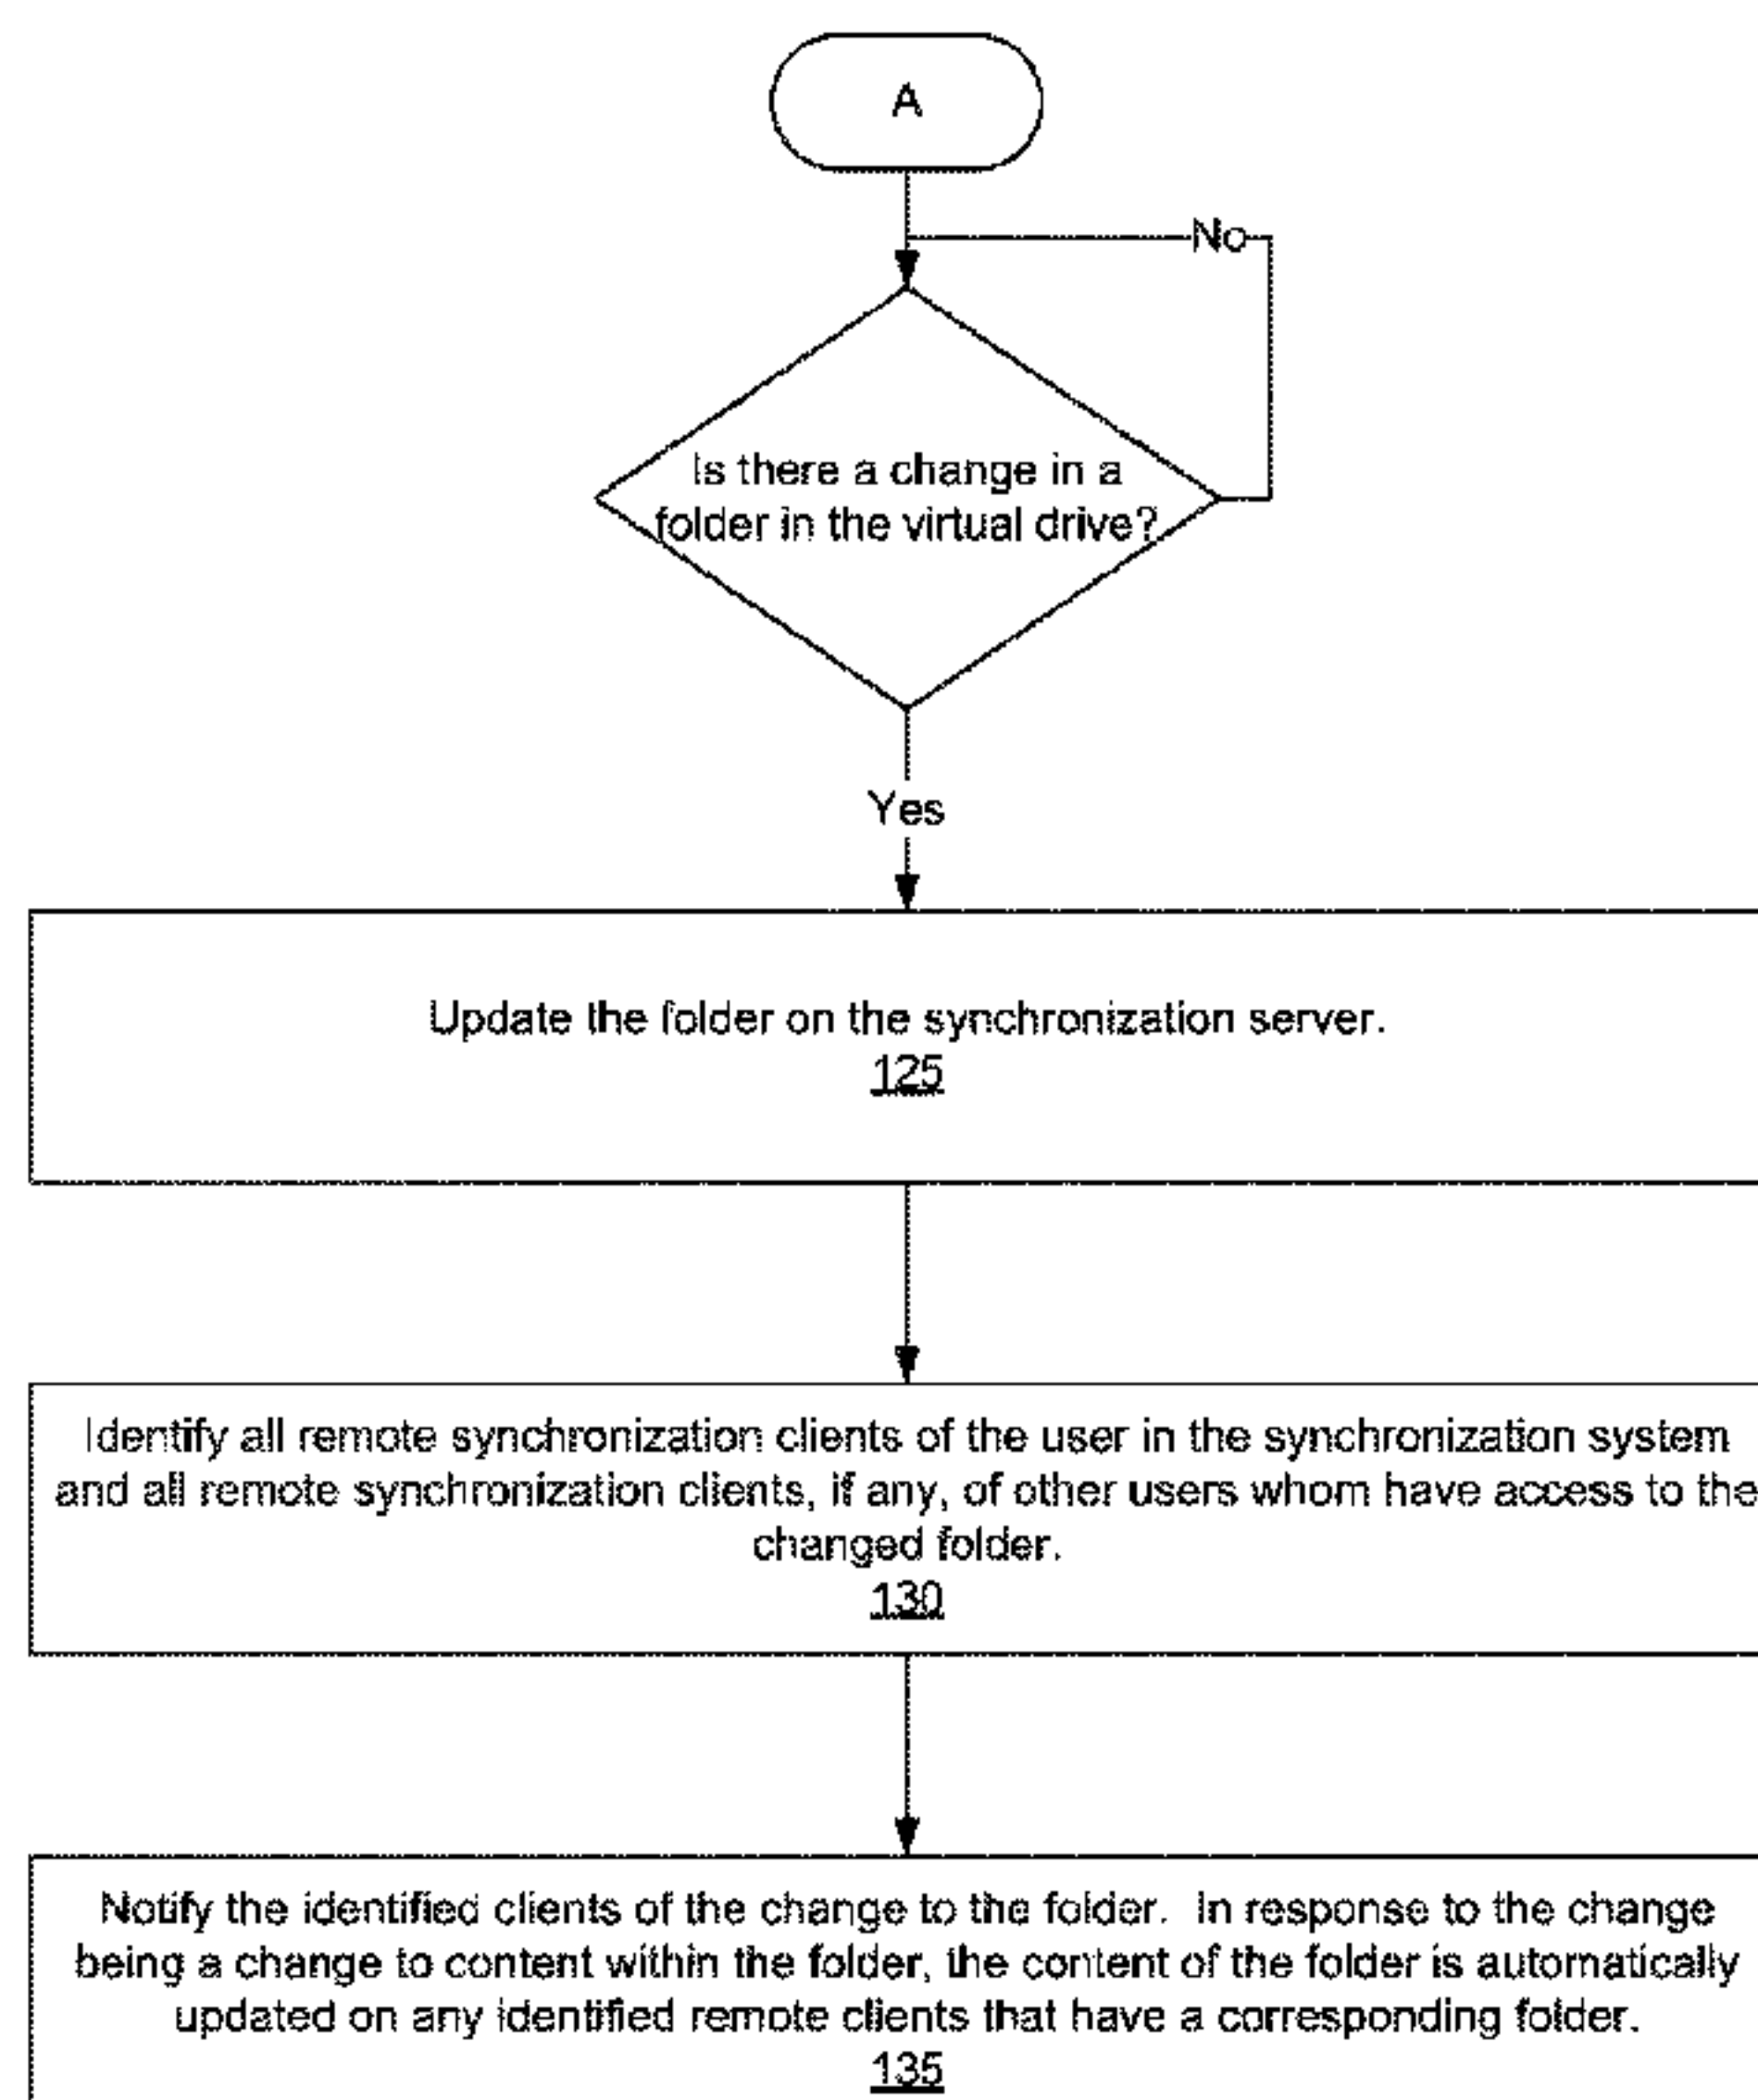 A
No
Is there a change in a
folder in the virtual drive?
Yes
Update the folder on the synchronization server.
125
Identify all remote synchronization clients of the user in the synchronization system
and all remote synchronization clients, if any, of other users whom have access to the
changed folder.
130
Notify the identified clients of the change to the folder. In response to the change
being a change to content within the folder, the content of the folder is automatically
updated on any identified remote clients that have a corresponding folder.
135